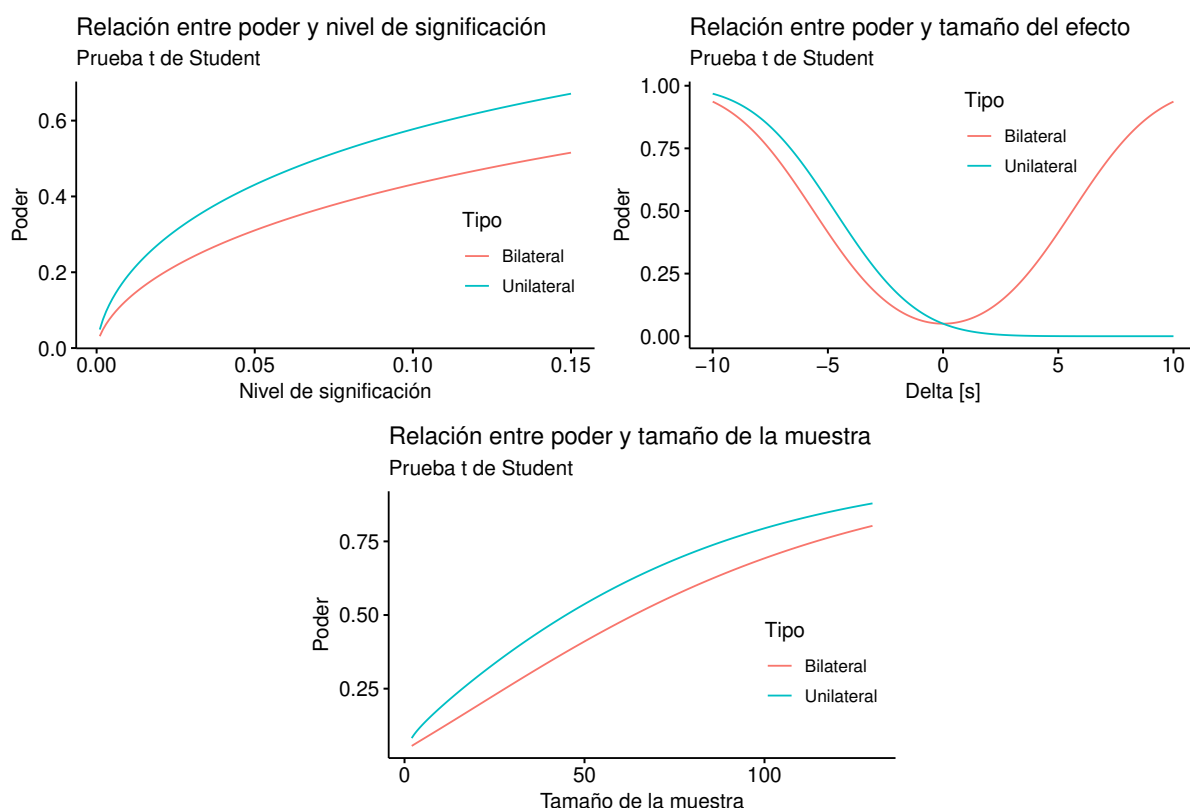 Relación entre poder y nivel de significación
Prueba t de Student
0.6
0.4
0.2
0.0
Poder
0.00 0.05 0.10 0.15
Nivel de significación
Tipo
Bilateral
Unilateral
Relación entre poder y tamaño del efecto
Prueba t de Student
1.00
0.75
0.50
0.25
0.00
Poder
−10 −5 0 5 10
Delta [s]
Tipo
Bilateral
Unilateral
Relación entre poder y tamaño de la muestra
Prueba t de Student
0.75
0.50
0.25
Poder
0 50 100
Tamaño de la muestra
Tipo
Bilateral
Unilateral